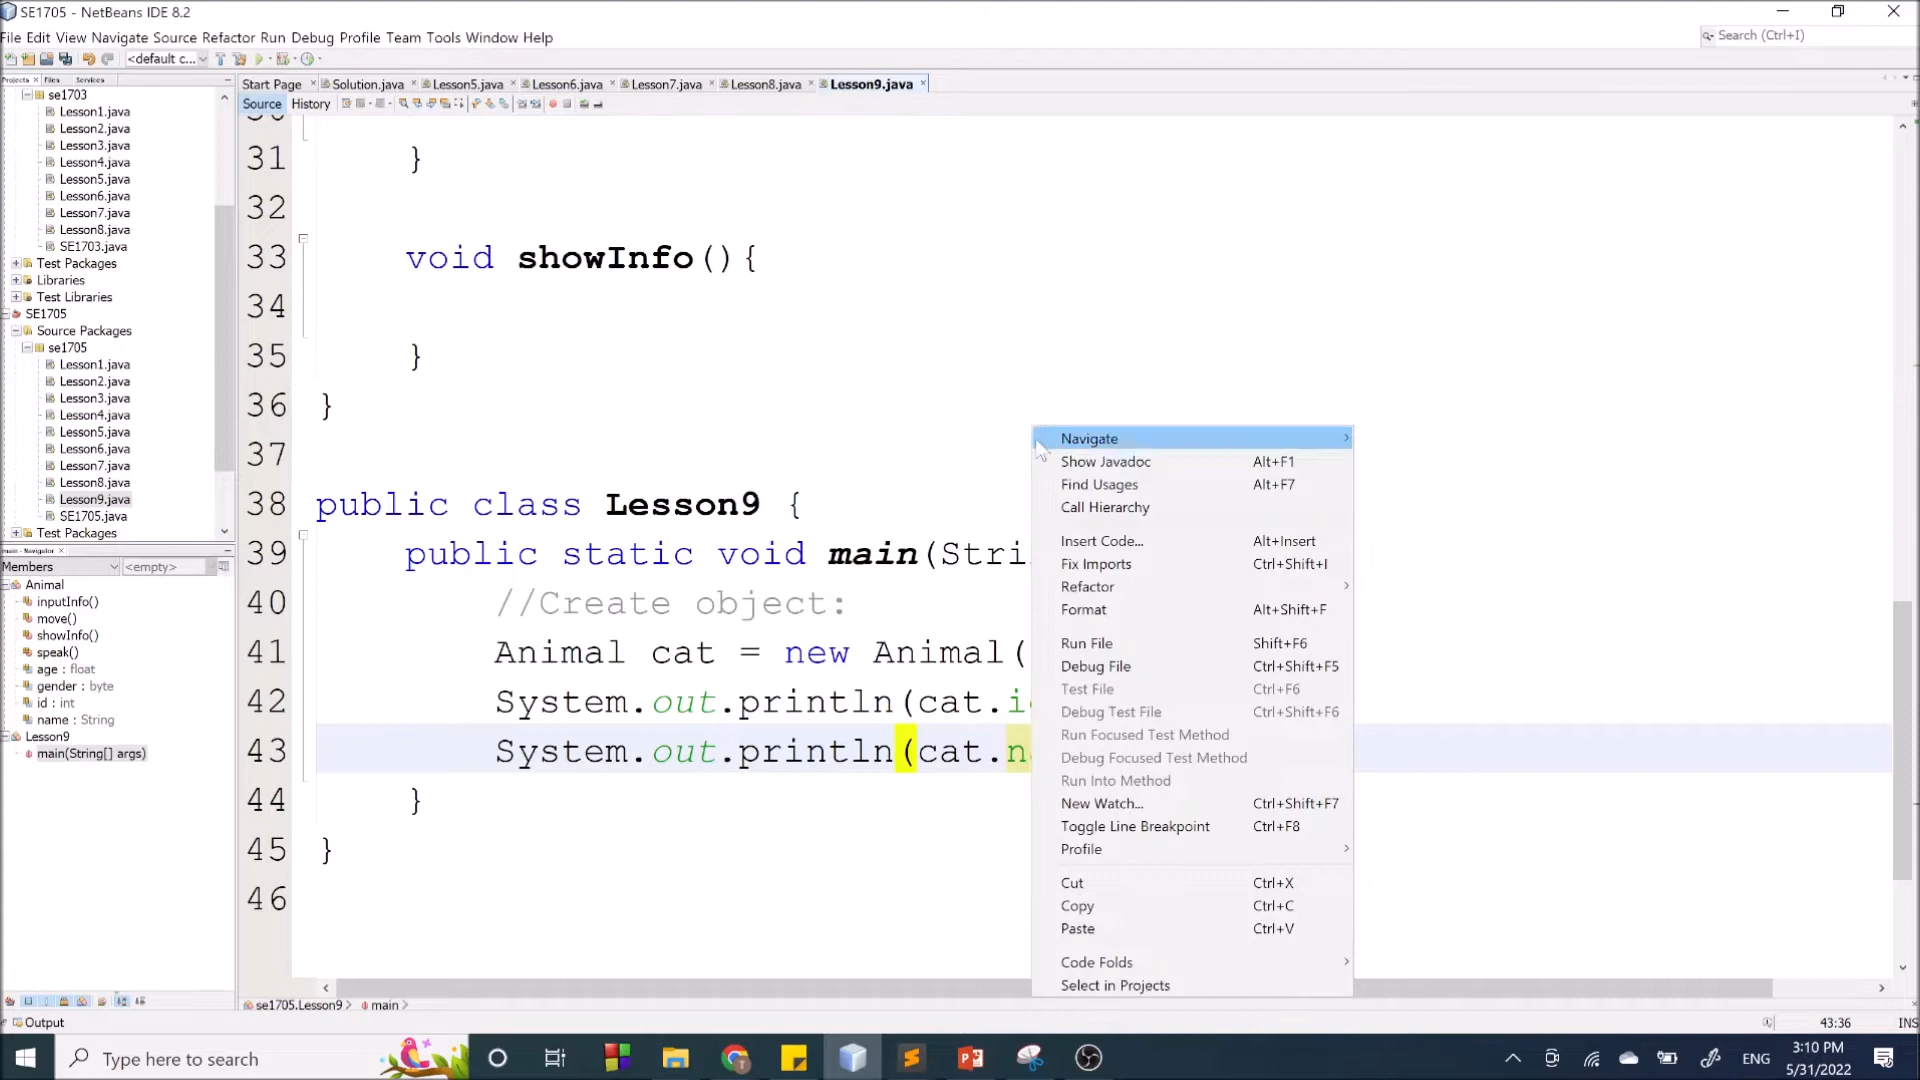 SE1705 - NetBeans IDE 8.2
File Edit View Navigate Source Refactor Run Debug Profile Team Tools Window Help
Search (Ctrl+I)
<default c...
Projects Files Services
Start Page Solution.java Lesson5.java Lesson6.java Lesson7.java Lesson8.java Lesson9.java
Source History
se1703
Lesson1.java
Lesson2.java
Lesson3.java
Lesson4.java
Lesson5.java
Lesson6.java
Lesson7.java
Lesson8.java
SE1703.java
Test Packages
Libraries
Test Libraries
SE1705
Source Packages
se1705
Lesson1.java
Lesson2.java
Lesson3.java
Lesson4.java
Lesson5.java
Lesson6.java
Lesson7.java
Lesson8.java
Lesson9.java
SE1705.java
Test Packages
main - Navigator
Members <empty>
Animal
inputInfo()
move()
showInfo()
speak()
age : float
gender : byte
id : int
name : String
Lesson9
main(String[] args)
30
31 }
32
33 void showInfo(){
34
35 }
36 }
37
38 public class Lesson9 {
39 public static void main(Stri
40 //Create object:
41 Animal cat = new Animal(
42 System.out.println(cat.i
43 System.out.println(cat.n
44 }
45 }
46
Navigate
Show Javadoc Alt+F1
Find Usages Alt+F7
Call Hierarchy
Insert Code... Alt+Insert
Fix Imports Ctrl+Shift+I
Refactor
Format Alt+Shift+F
Run File Shift+F6
Debug File Ctrl+Shift+F5
Test File Ctrl+F6
Debug Test File Ctrl+Shift+F6
Run Focused Test Method
Debug Focused Test Method
Run Into Method
New Watch... Ctrl+Shift+F7
Toggle Line Breakpoint Ctrl+F8
Profile
Cut Ctrl+X
Copy Ctrl+C
Paste Ctrl+V
Code Folds
Select in Projects
se1705.Lesson9 main
Output
43:36 INS
Type here to search
ENG
3:10 PM
5/31/2022